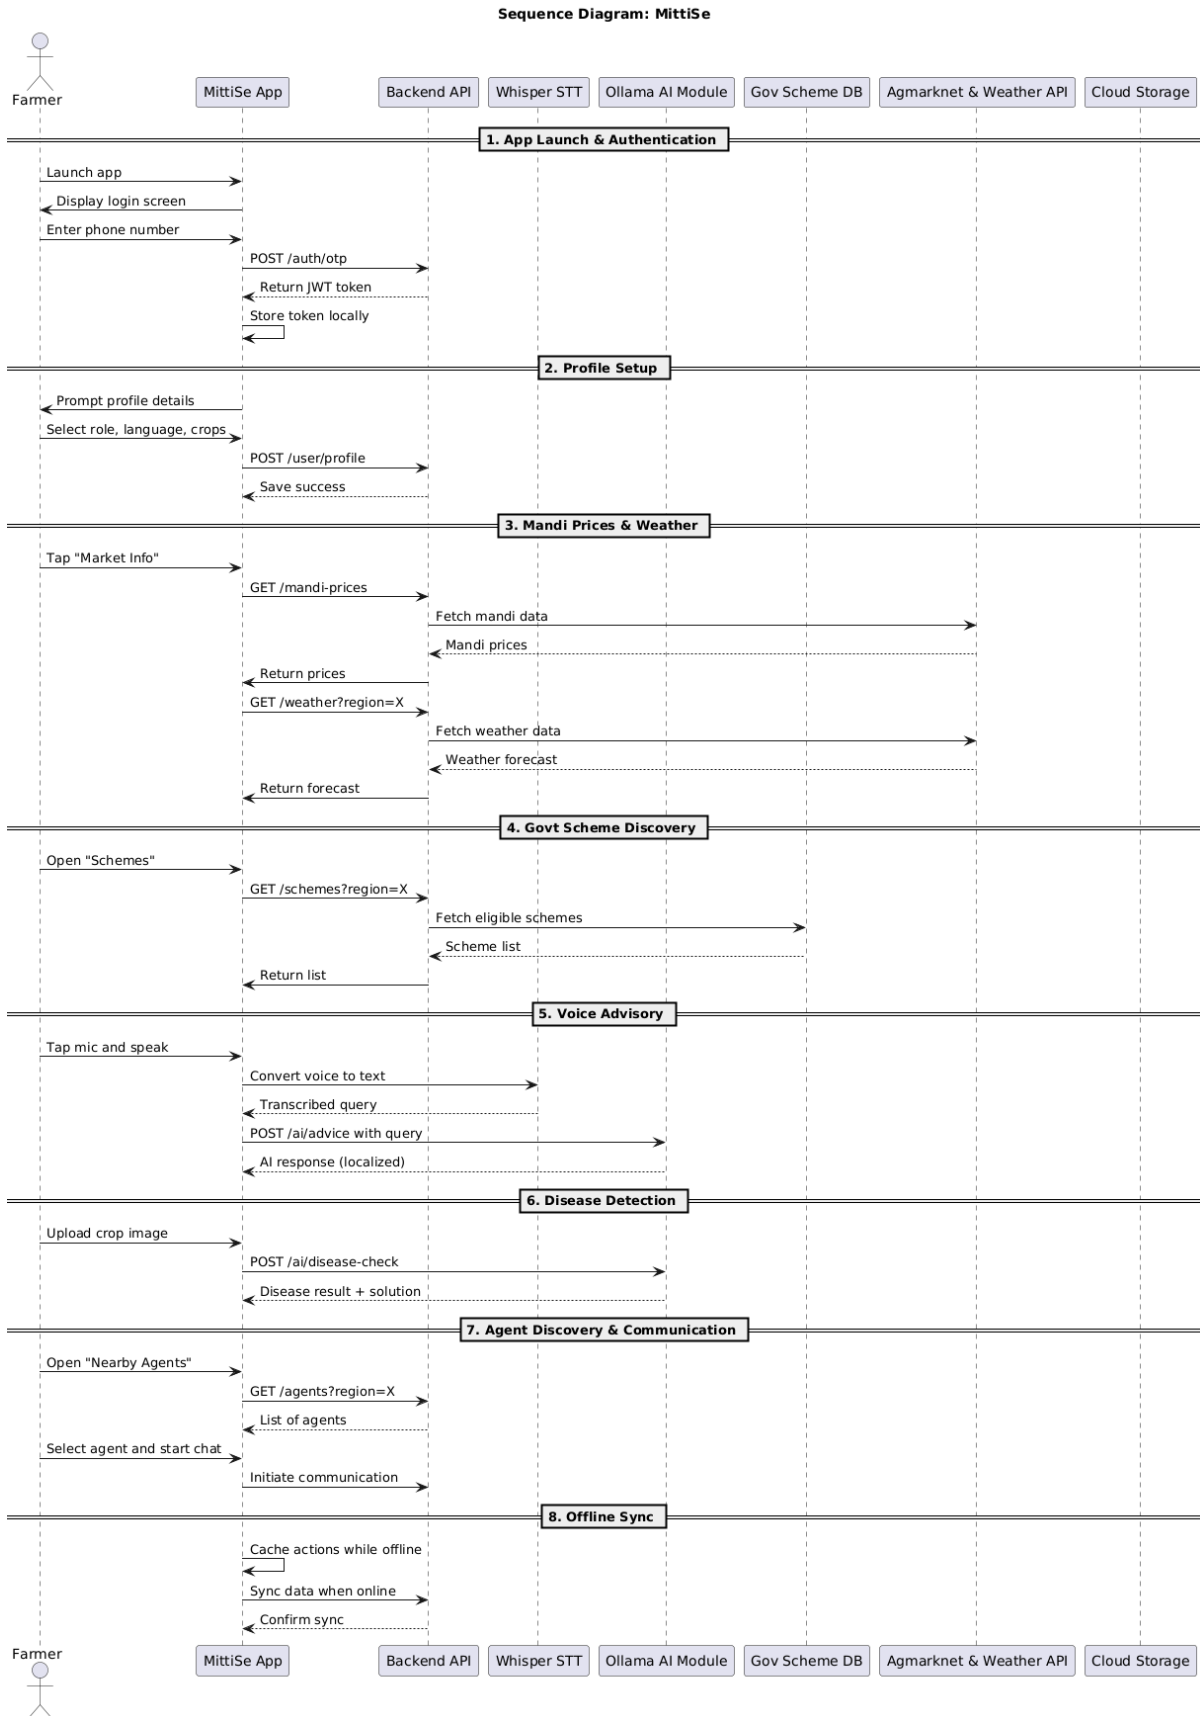 Sequence Diagram: MittiSe
Farmer
MittiSe App
Backend API
Whisper STT
Ollama AI Module
Gov Scheme DB
Agmarknet & Weather API
Cloud Storage
1. App Launch & Authentication
Launch app
Display login screen
Enter phone number
POST /auth/otp
Return JWT token
Store token locally
2. Profile Setup
Prompt profile details
Select role, language, crops
POST /user/profile
Save success
3. Mandi Prices & Weather
Tap "Market Info"
GET /mandi-prices
Fetch mandi data
Mandi prices
Return prices
GET /weather?region=X
Fetch weather data
Weather forecast
Return forecast
4. Govt Scheme Discovery
Open "Schemes"
GET /schemes?region=X
Fetch eligible schemes
Scheme list
Return list
5. Voice Advisory
Tap mic and speak
Convert voice to text
Transcribed query
POST /ai/advice with query
AI response (localized)
6. Disease Detection
Upload crop image
POST /ai/disease-check
Disease result + solution
7. Agent Discovery & Communication
Open "Nearby Agents"
GET /agents?region=X
List of agents
Select agent and start chat
Initiate communication
8. Offline Sync
Cache actions while offline
Sync data when online
Confirm sync
Farmer
MittiSe App
Backend API
Whisper STT
Ollama AI Module
Gov Scheme DB
Agmarknet & Weather API
Cloud Storage